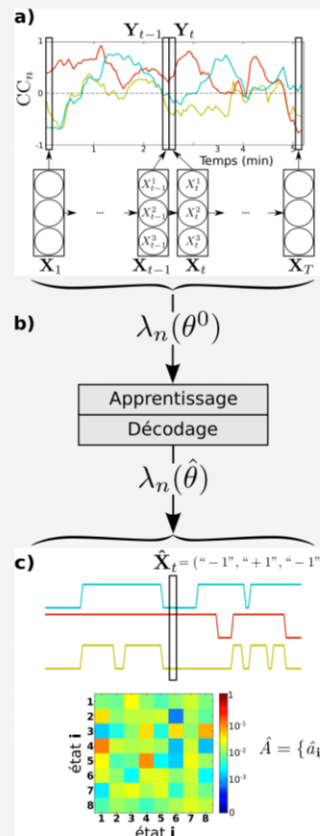 a)
Y_{t-1} Y_t
1
CC_n
0
-1
1 2 3 4 5
Temps (min)
X^1_{t-1} X^1_t
X^2_{t-1} X^2_t
X^3_{t-1} X^3_t
... ...
X_1 X_{t-1} X_t X_T
b)
λ_n(θ^0)
Apprentissage
Décodage
λ_n(θ̂)
c)
X̂_t = (“−1”, “+1”, “−1”
1
2
3
4
5
6
7
8
état i
1 2 3 4 5 6 7 8
état i
1
10^{-1}
10^{-2}
10^{-3}
0
Â = {â_i